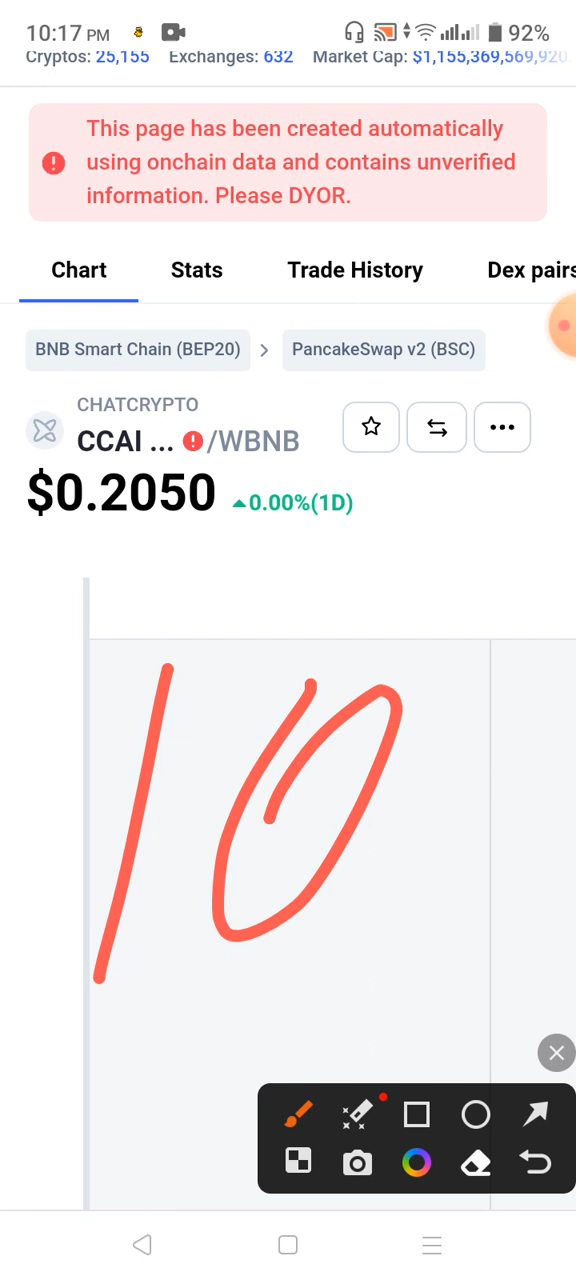 10:17 PM 92%
Cryptos: 25,155 Exchanges: 632 Market Cap: $1,155,369,569,920
This page has been created automatically
using onchain data and contains unverified
information. Please DYOR.
Chart Stats Trade History Dex pairs
BNB Smart Chain (BEP20) > PancakeSwap v2 (BSC)
CHATCRYPTO
CCAI ... /WBNB
$0.2050 0.00%(1D)
10